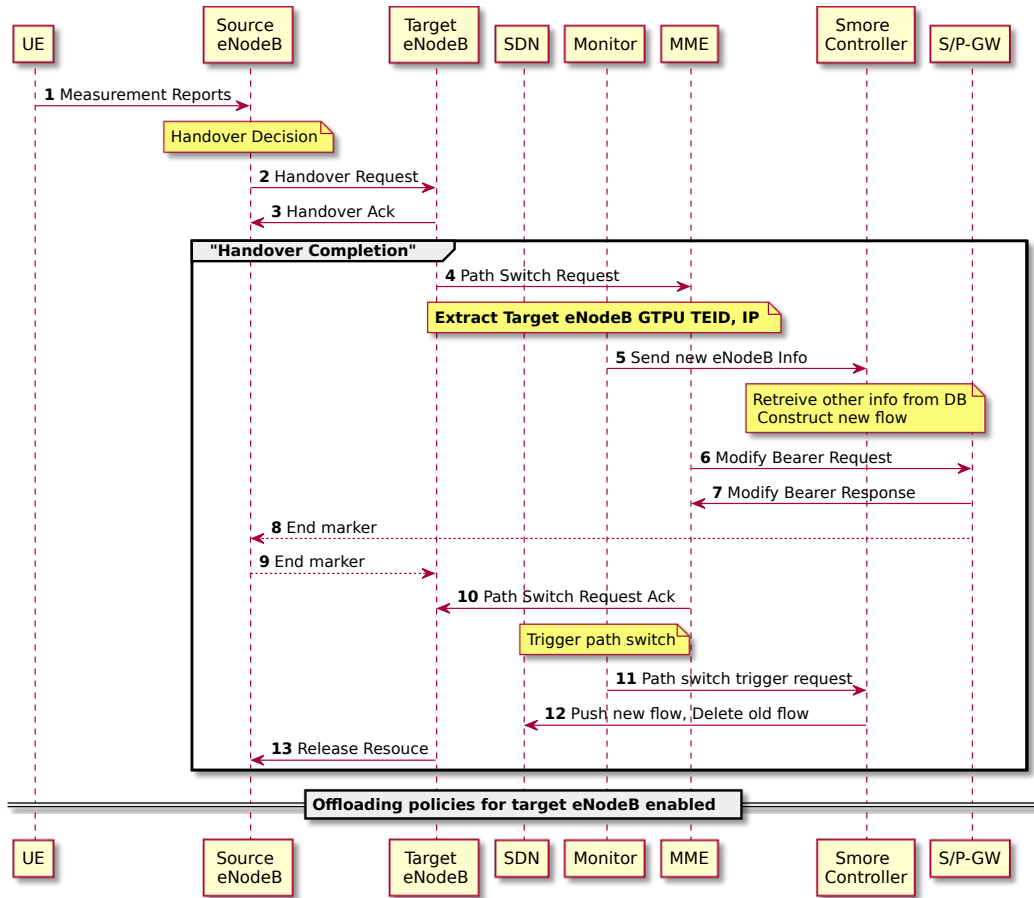 UE
Source
eNodeB
Target
eNodeB
SDN
Monitor
MME
Smore
Controller
S/P-GW
1 Measurement Reports
Handover Decision
2 Handover Request
3 Handover Ack
"Handover Completion"
4 Path Switch Request
Extract Target eNodeB GTPU TEID, IP
5 Send new eNodeB Info
Retreive other info from DB
Construct new flow
6 Modify Bearer Request
7 Modify Bearer Response
8 End marker
9 End marker
10 Path Switch Request Ack
Trigger path switch
11 Path switch trigger request
12 Push new flow, Delete old flow
13 Release Resouce
Offloading policies for target eNodeB enabled
UE
Source
eNodeB
Target
eNodeB
SDN
Monitor
MME
Smore
Controller
S/P-GW